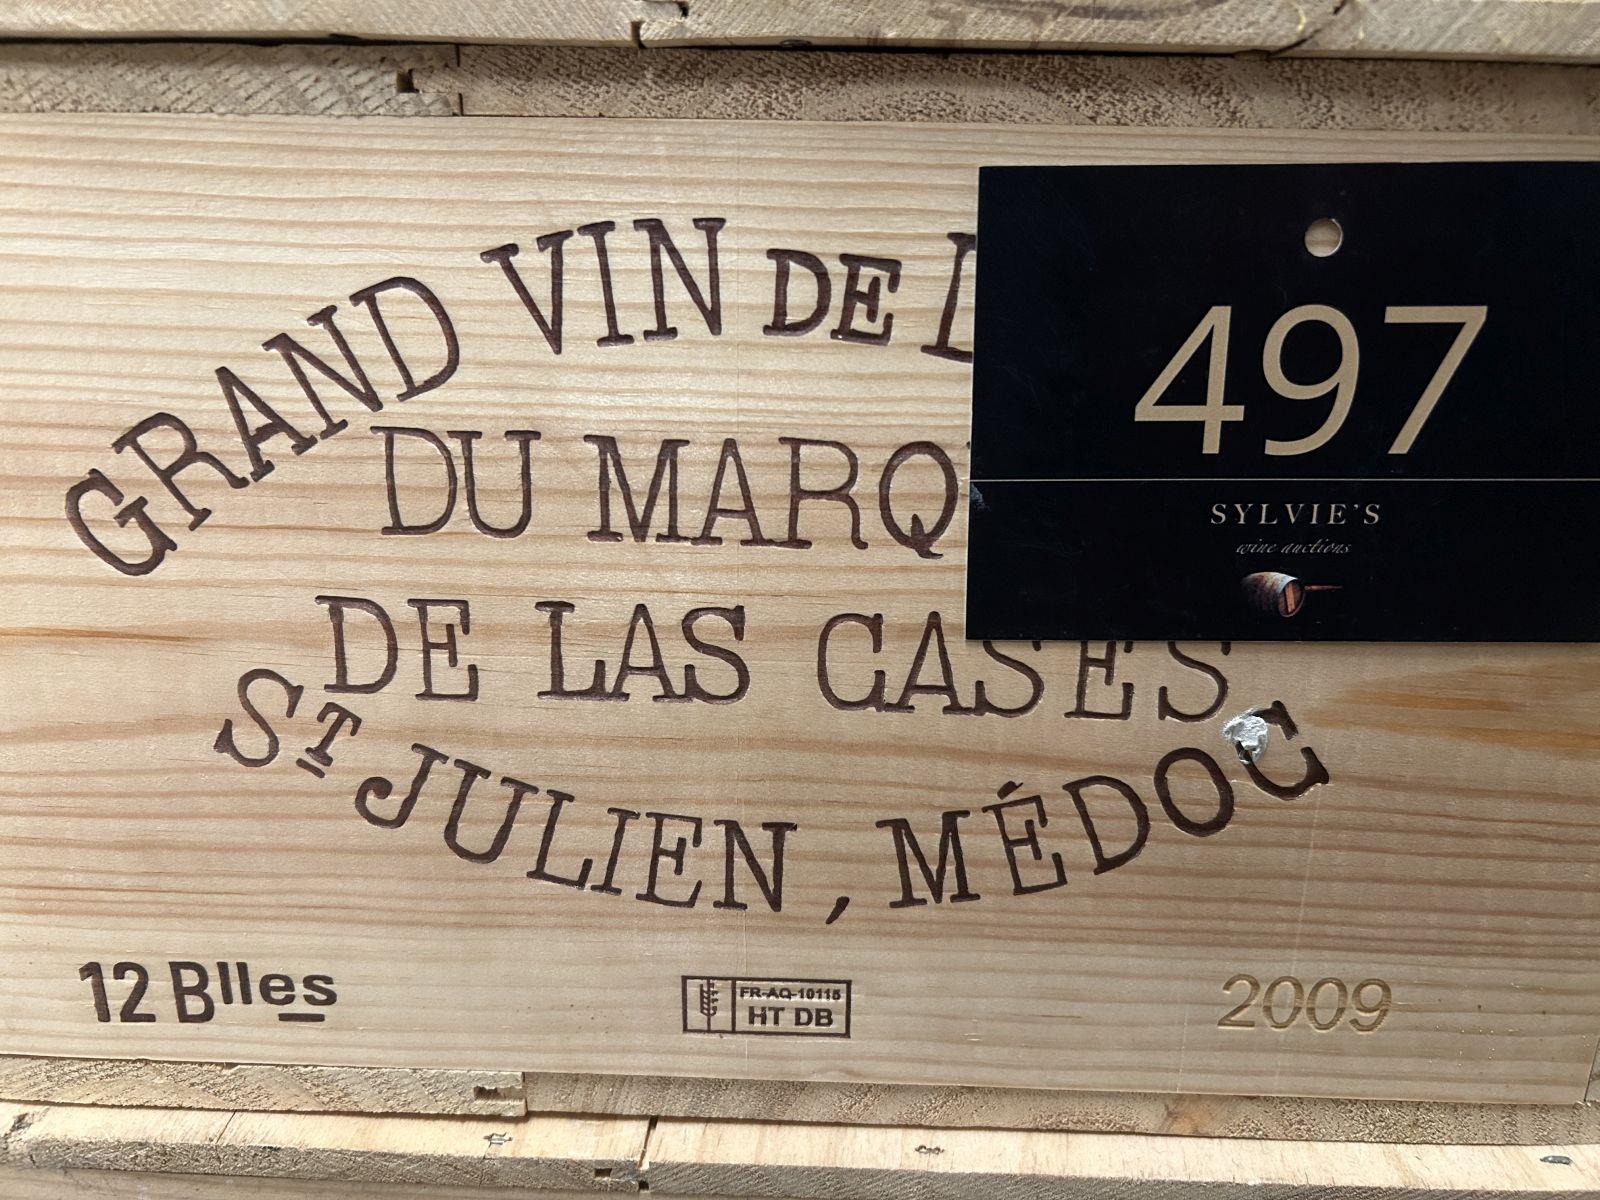 GRAND VIN DE L
DU MARQ
DE LAS CASES
ST JULIEN, MÉDOC
12 Blles
FR-AQ-10115
HT DB
2009
497
SYLVIE'S
wine auctions